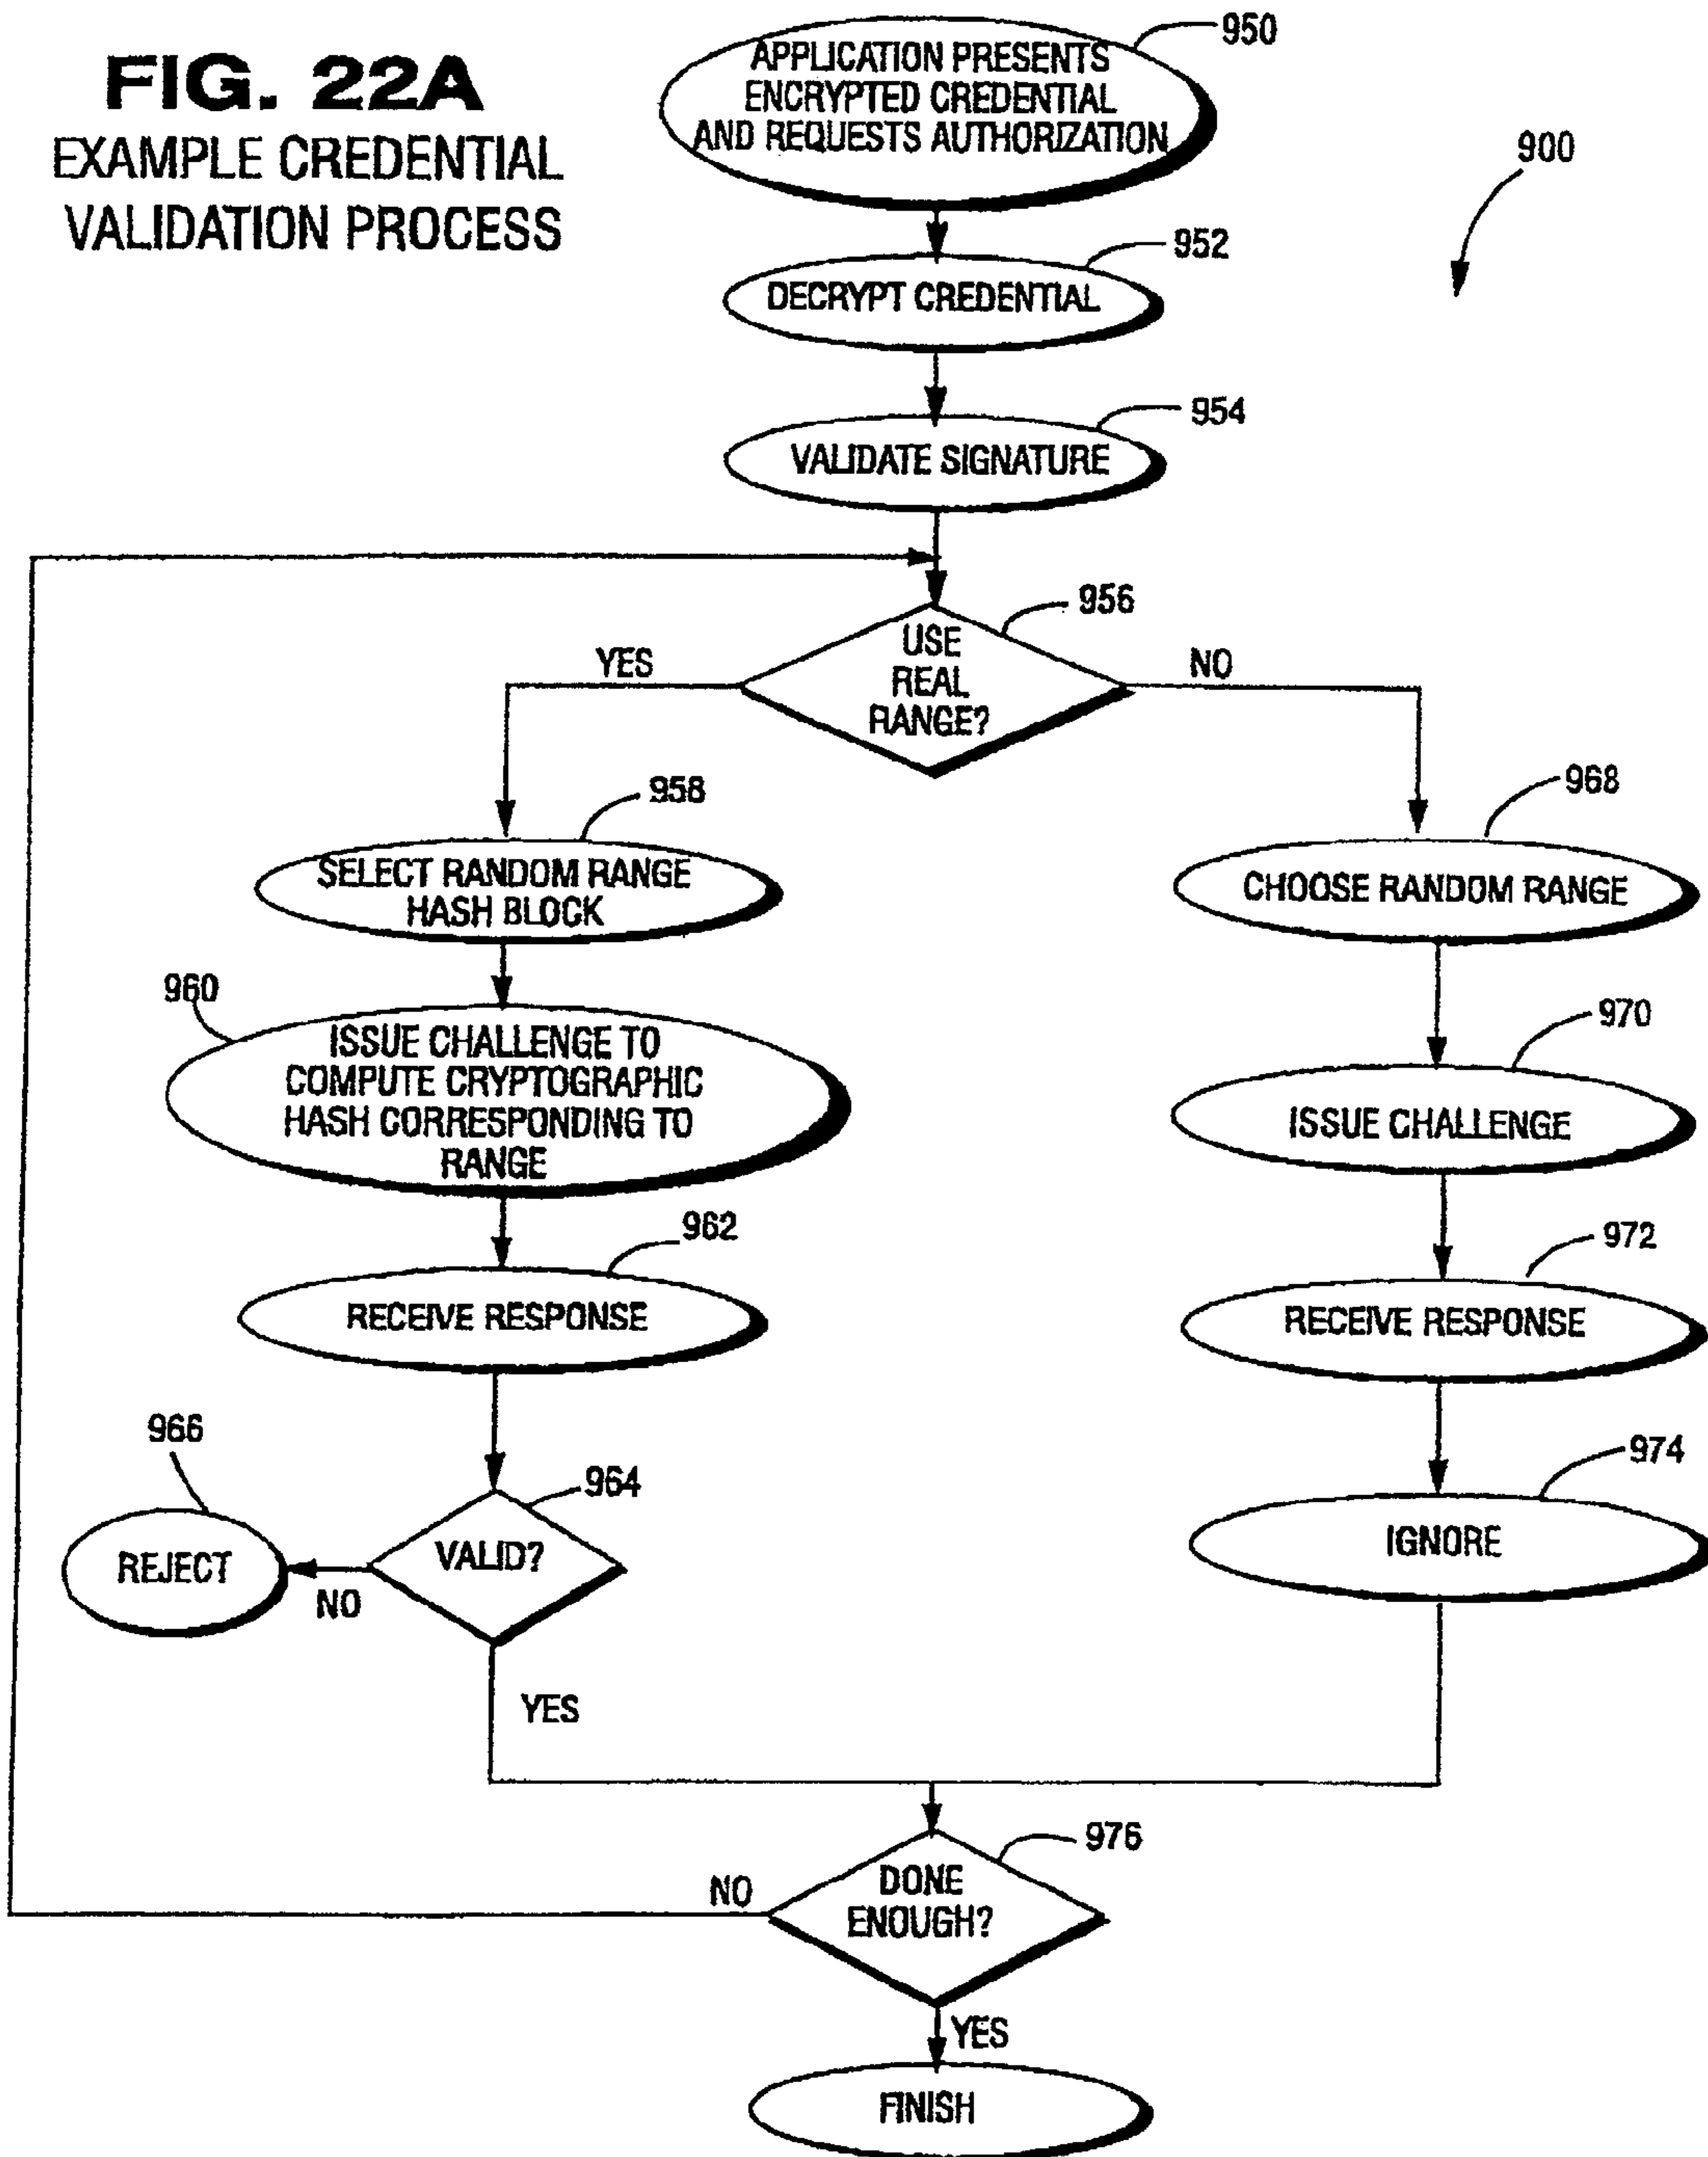 FIG. 22A
EXAMPLE CREDENTIAL
VALIDATION PROCESS
950
APPLICATION PRESENTS
ENCRYPTED CREDENTIAL
AND REQUESTS AUTHORIZATION
900
952
DECRYPT CREDENTIAL
954
VALIDATE SIGNATURE
956
USE
REAL
RANGE?
YES
NO
958
SELECT RANDOM RANGE
HASH BLOCK
968
CHOOSE RANDOM RANGE
960
ISSUE CHALLENGE TO
COMPUTE CRYPTOGRAPHIC
HASH CORRESPONDING TO
RANGE
970
ISSUE CHALLENGE
962
RECEIVE RESPONSE
972
RECEIVE RESPONSE
966
REJECT
964
VALID?
NO
974
IGNORE
YES
976
DONE
ENOUGH?
NO
YES
FINISH